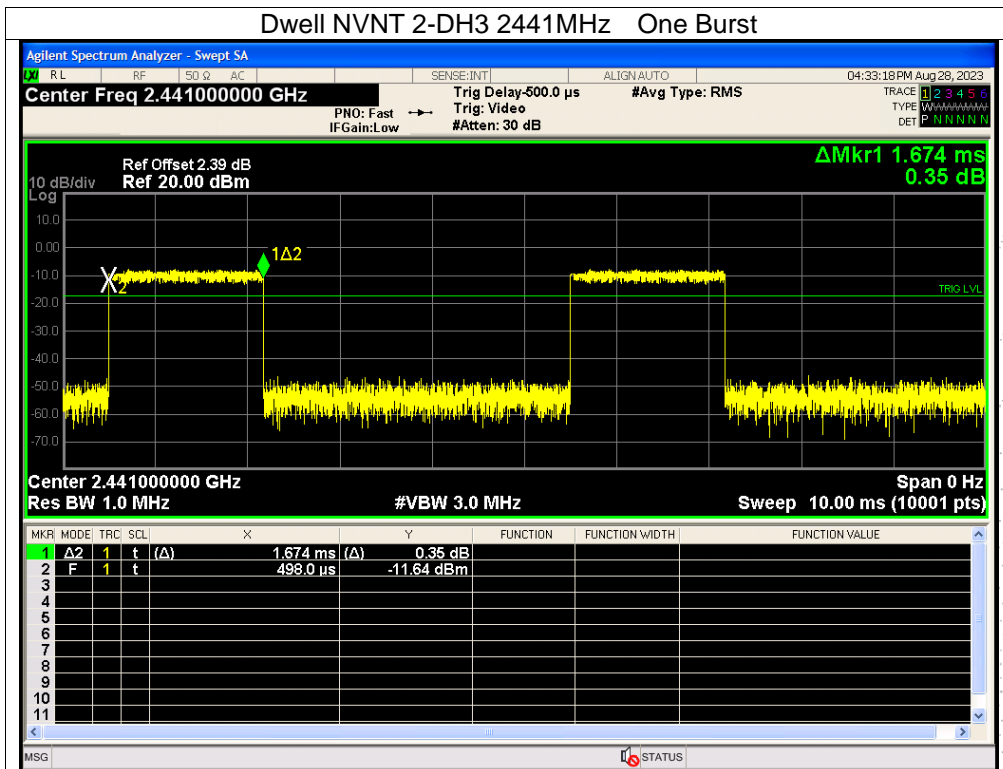 Dwell NVNT 2-DH3 2441MHz One Burst
Agilent Spectrum Analyzer - Swept SA
LXI RL RF 50 Ω AC SENSE:INT ALIGN AUTO 04:33:18 PM Aug 28, 2023
Center Freq 2.441000000 GHz Trig Delay-500.0 µs #Avg Type: RMS TRACE 1 2 3 4 5 6
PNO: Fast Trig: Video TYPE WWWWWW
IFGain:Low #Atten: 30 dB DET P N N N N N
ΔMkr1 1.674 ms
0.35 dB
Ref Offset 2.39 dB
10 dB/div Ref 20.00 dBm
Log
10.0
0.00
1Δ2
-10.0
2
TRIG LVL
-20.0
-30.0
-40.0
-50.0
-60.0
-70.0
Center 2.441000000 GHz Span 0 Hz
Res BW 1.0 MHz #VBW 3.0 MHz Sweep 10.00 ms (10001 pts)
MKR MODE TRC SCL X Y FUNCTION FUNCTION WIDTH FUNCTION VALUE
1 Δ2 1 t (Δ) 1.674 ms (Δ) 0.35 dB
2 F 1 t 498.0 µs -11.64 dBm
3
4
5
6
7
8
9
10
11
MSG STATUS